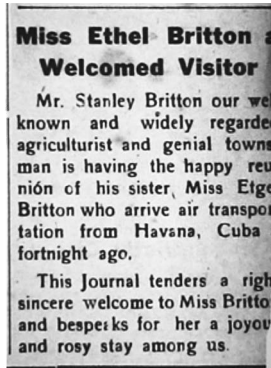 Miss Ethel Britton a
Welcomed Visitor
Mr. Stanley Britton our wel
known and widely regarde
agriculturist and genial towns
man is having the happy reu
nión of his sister, Miss Etge
Britton who arrive air transpor
tation from Havana, Cuba
fortnight ago.
This Journal tenders a righ
sincere welcome to Miss Britto
and bespeaks for her a joyou
and rosy stay among us.